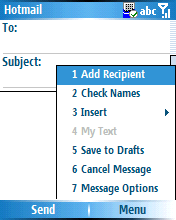 Hotmail abc
To:
Subject:
1 Add Recipient
2 Check Names
3 Insert
4 My Text
5 Save to Drafts
6 Cancel Message
7 Message Options
Send Menu